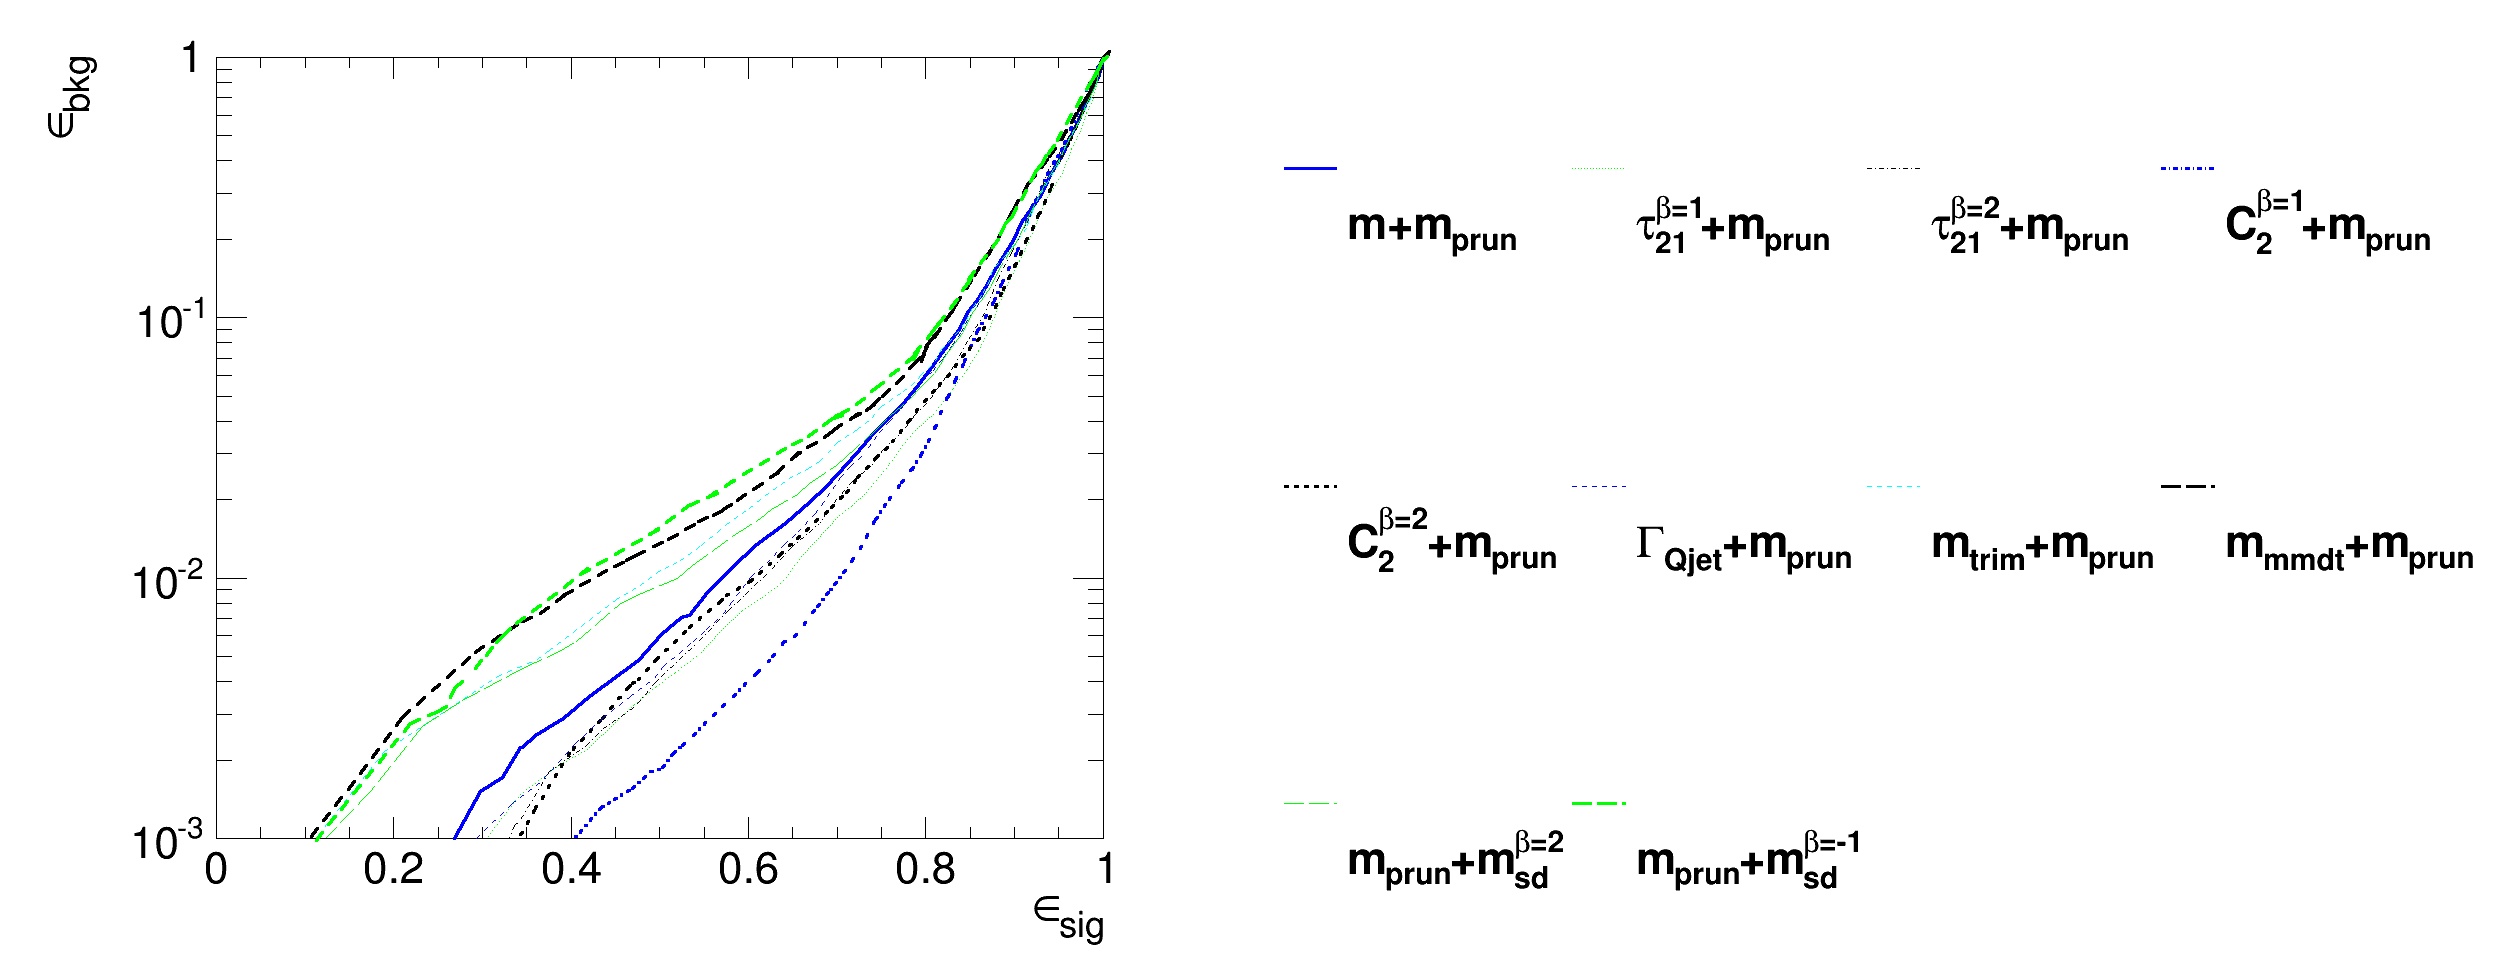 ∈bkg
1
10^-1
10^-2
10^-3
0 0.2 0.4 0.6 0.8 1
∈sig
m+m_prun τ_21^β=1+m_prun τ_21^β=2+m_prun C_2^β=1+m_prun
C_2^β=2+m_prun Γ_Qjet+m_prun m_trim+m_prun m_mmdt+m_prun
m_prun+m_sd^β=2 m_prun+m_sd^β=-1